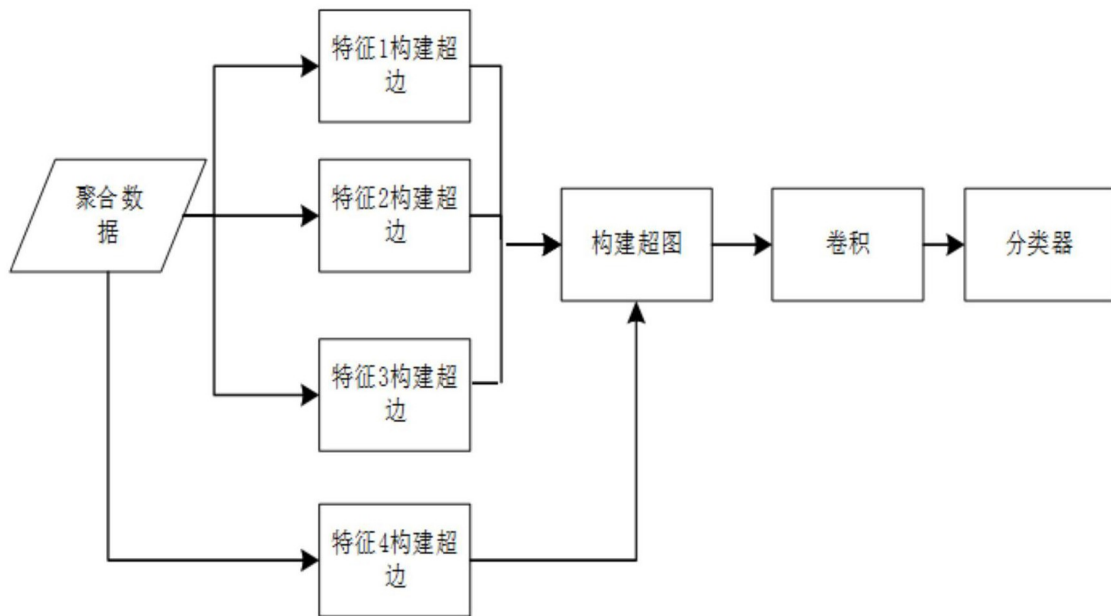 特征1构建超
边
聚合数
据
特征2构建超
边
构建超图
卷积
分类器
特征3构建超
边
特征4构建超
边